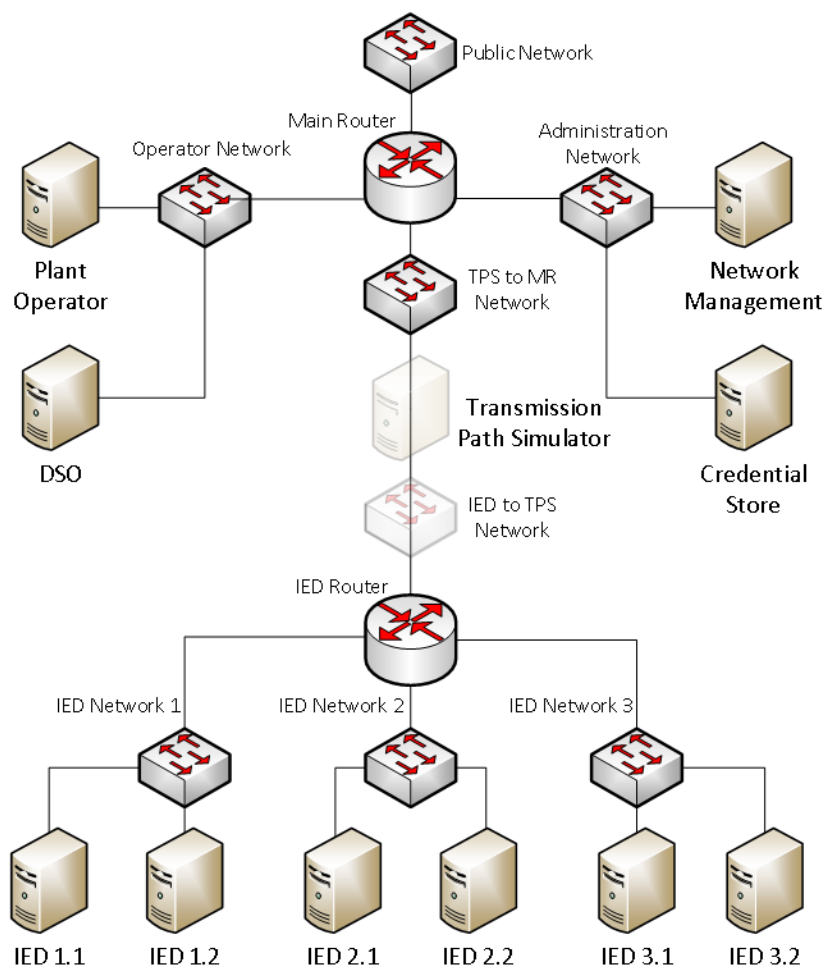 Public Network
Main Router
Administration
Network
Operator Network
Plant
Operator
TPS to MR
Network
Network
Management
Transmission
Path Simulator
DSO
Credential
Store
IED to TPS
Network
IED Router
IED Network 1
IED Network 2
IED Network 3
IED 1.1
IED 1.2
IED 2.1
IED 2.2
IED 3.1
IED 3.2